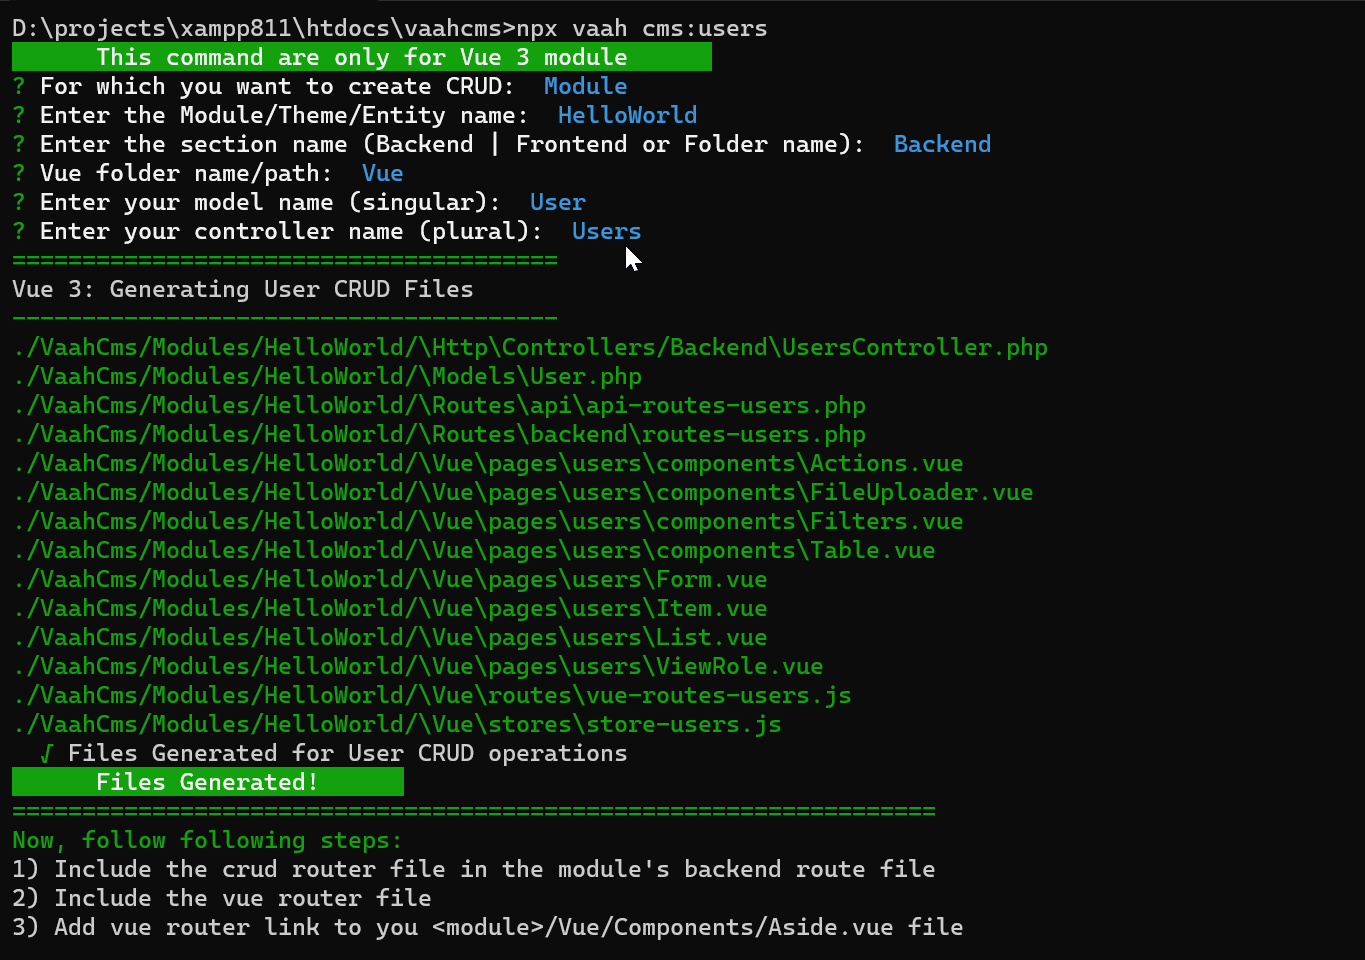 D:\projects\xampp811\htdocs\vaahcms>npx vaah cms:users
This command are only for Vue 3 module
? For which you want to create CRUD:  Module
? Enter the Module/Theme/Entity name:  HelloWorld
? Enter the section name (Backend | Frontend or Folder name):  Backend
? Vue folder name/path:  Vue
? Enter your model name (singular):  User
? Enter your controller name (plural):  Users
=======================================
Vue 3: Generating User CRUD Files
---------------------------------------
./VaahCms/Modules/HelloWorld/\Http\Controllers/Backend\UsersController.php
./VaahCms/Modules/HelloWorld/\Models\User.php
./VaahCms/Modules/HelloWorld/\Routes\api\api-routes-users.php
./VaahCms/Modules/HelloWorld/\Routes\backend\routes-users.php
./VaahCms/Modules/HelloWorld/\Vue\pages\users\components\Actions.vue
./VaahCms/Modules/HelloWorld/\Vue\pages\users\components\FileUploader.vue
./VaahCms/Modules/HelloWorld/\Vue\pages\users\components\Filters.vue
./VaahCms/Modules/HelloWorld/\Vue\pages\users\components\Table.vue
./VaahCms/Modules/HelloWorld/\Vue\pages\users\Form.vue
./VaahCms/Modules/HelloWorld/\Vue\pages\users\Item.vue
./VaahCms/Modules/HelloWorld/\Vue\pages\users\List.vue
./VaahCms/Modules/HelloWorld/\Vue\pages\users\ViewRole.vue
./VaahCms/Modules/HelloWorld/\Vue\routes\vue-routes-users.js
./VaahCms/Modules/HelloWorld/\Vue\stores\store-users.js
√ Files Generated for User CRUD operations
Files Generated!
==================================================================
Now, follow following steps:
1) Include the crud router file in the module's backend route file
2) Include the vue router file
3) Add vue router link to you <module>/Vue/Components/Aside.vue file